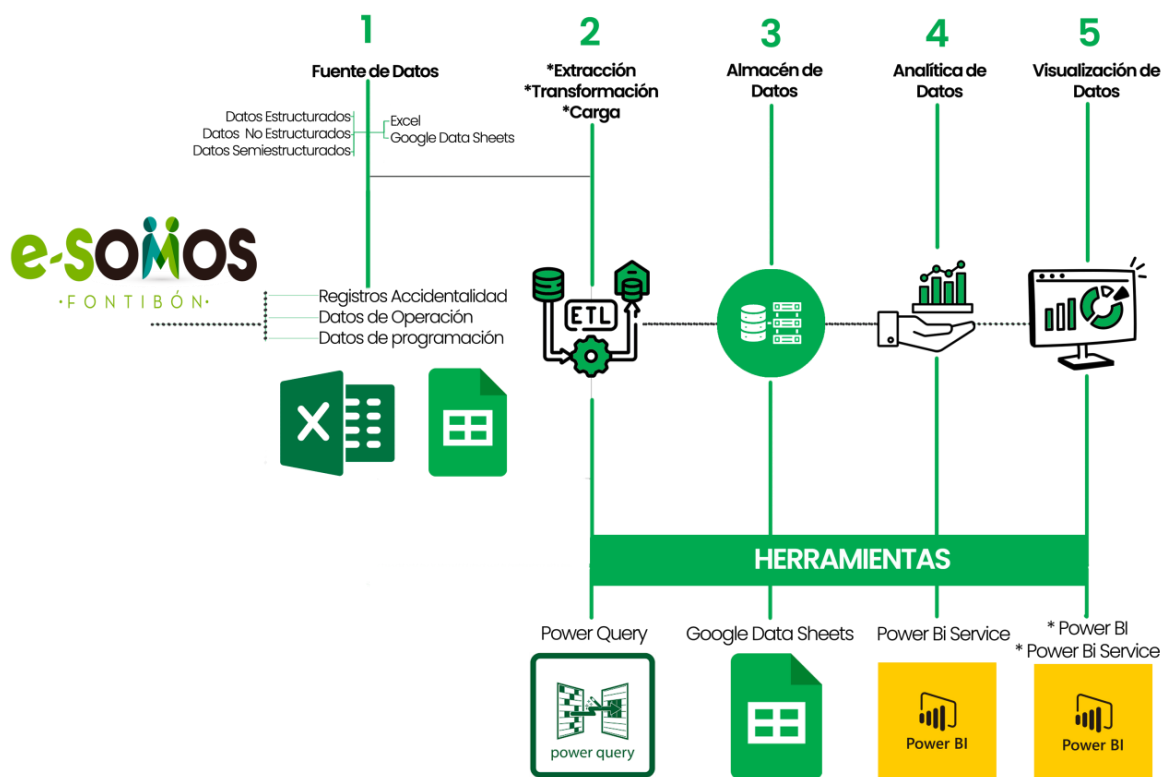 1
Fuente de Datos
Datos Estructurados
Datos No Estructurados
Datos Semiestructurados
Excel
Google Data Sheets
2
*Extracción
*Transformación
*Carga
3
Almacén de
Datos
4
Analítica de
Datos
5
Visualización de
Datos
e-SOMOS
·FONTIBÓN·
Registros Accidentalidad
Datos de Operación
Datos de programación
X
ETL
HERRAMIENTAS
Power Query
power query
Google Data Sheets
Power Bi Service
Power BI
* Power BI
* Power Bi Service
Power BI